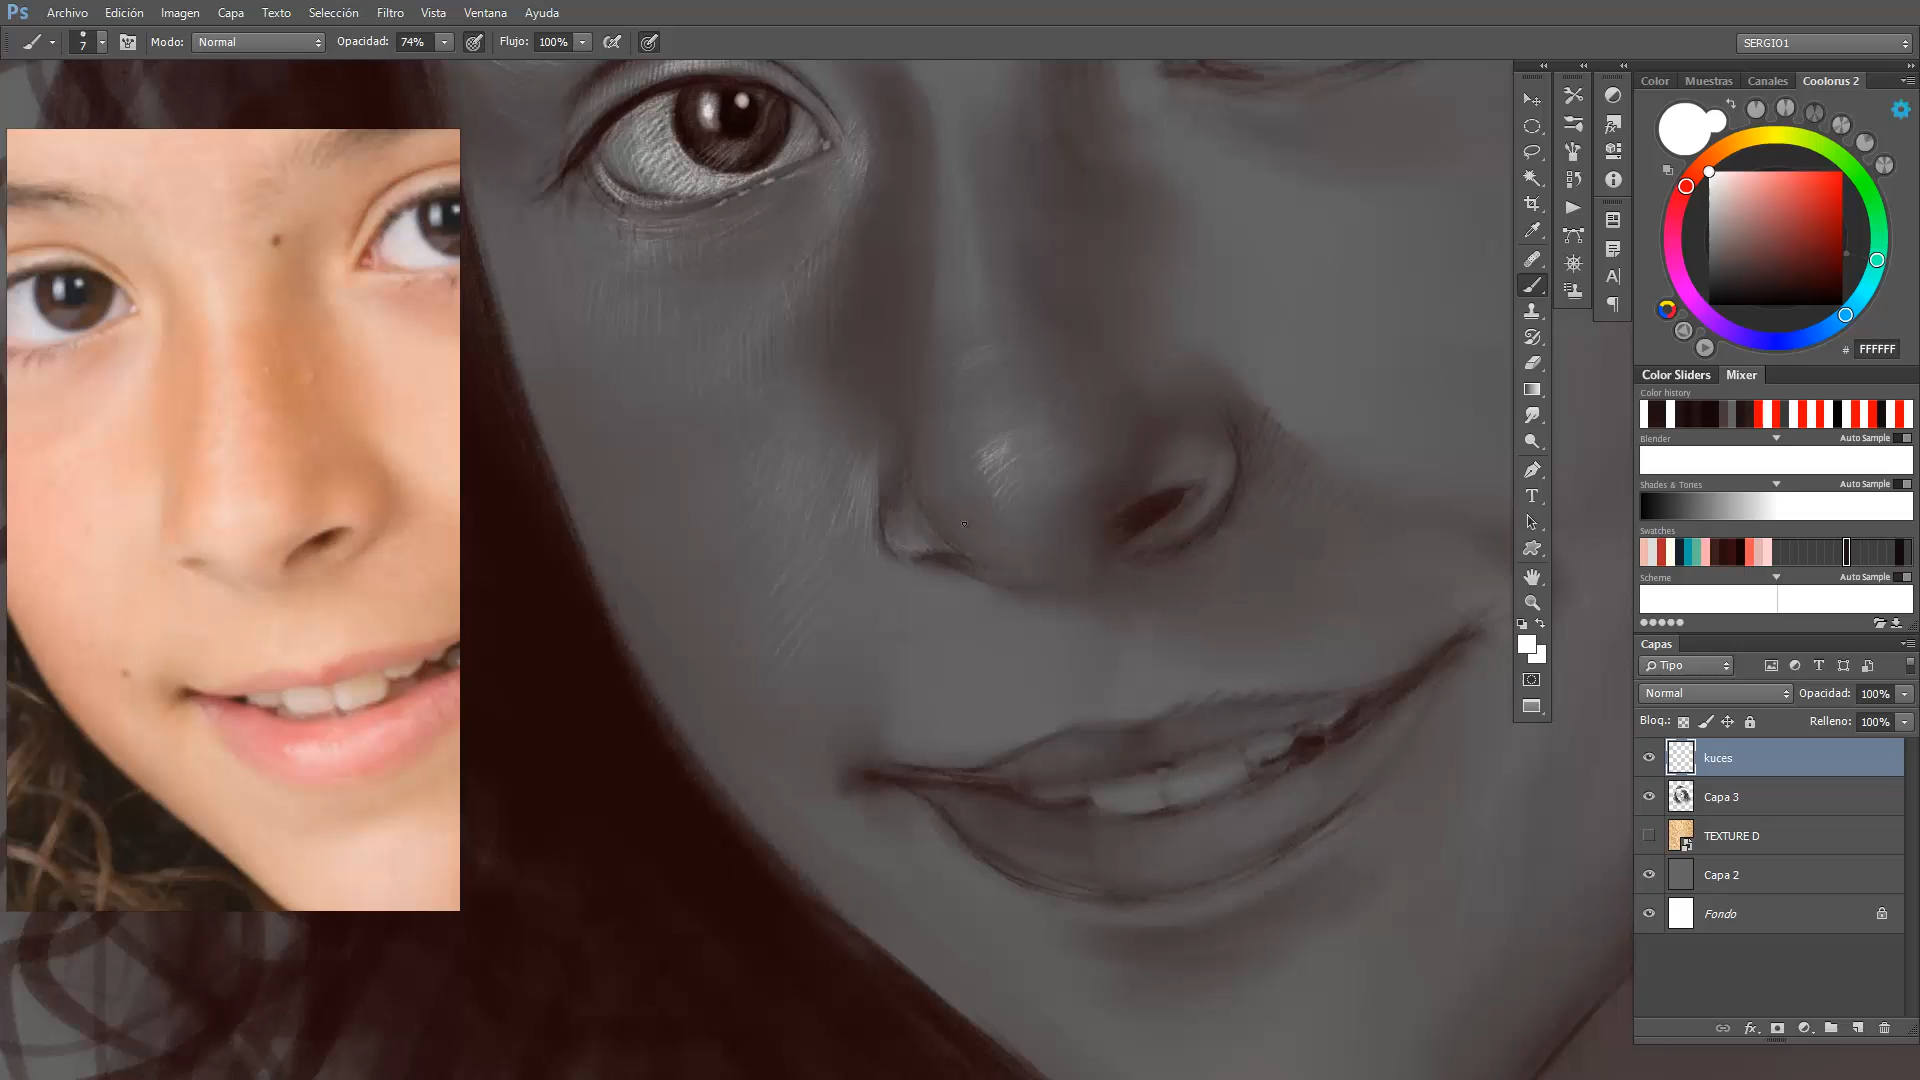 Ps Archivo Edición Imagen Capa Texto Selección Filtro Vista Ventana Ayuda
7 Modo: Normal Opacidad: 74% Flujo: 100% SERGIO1
Color Muestras Canales Coolorus 2
# FFFFFF
Color Sliders Mixer
Color history
Blender Auto Sample
Shades & Tones Auto Sample
Swatches
Scheme Auto Sample
Capas
Tipo
Normal Opacidad: 100%
Bloq.: Relleno: 100%
kuces
Capa 3
TEXTURE D
Capa 2
Fondo
fx